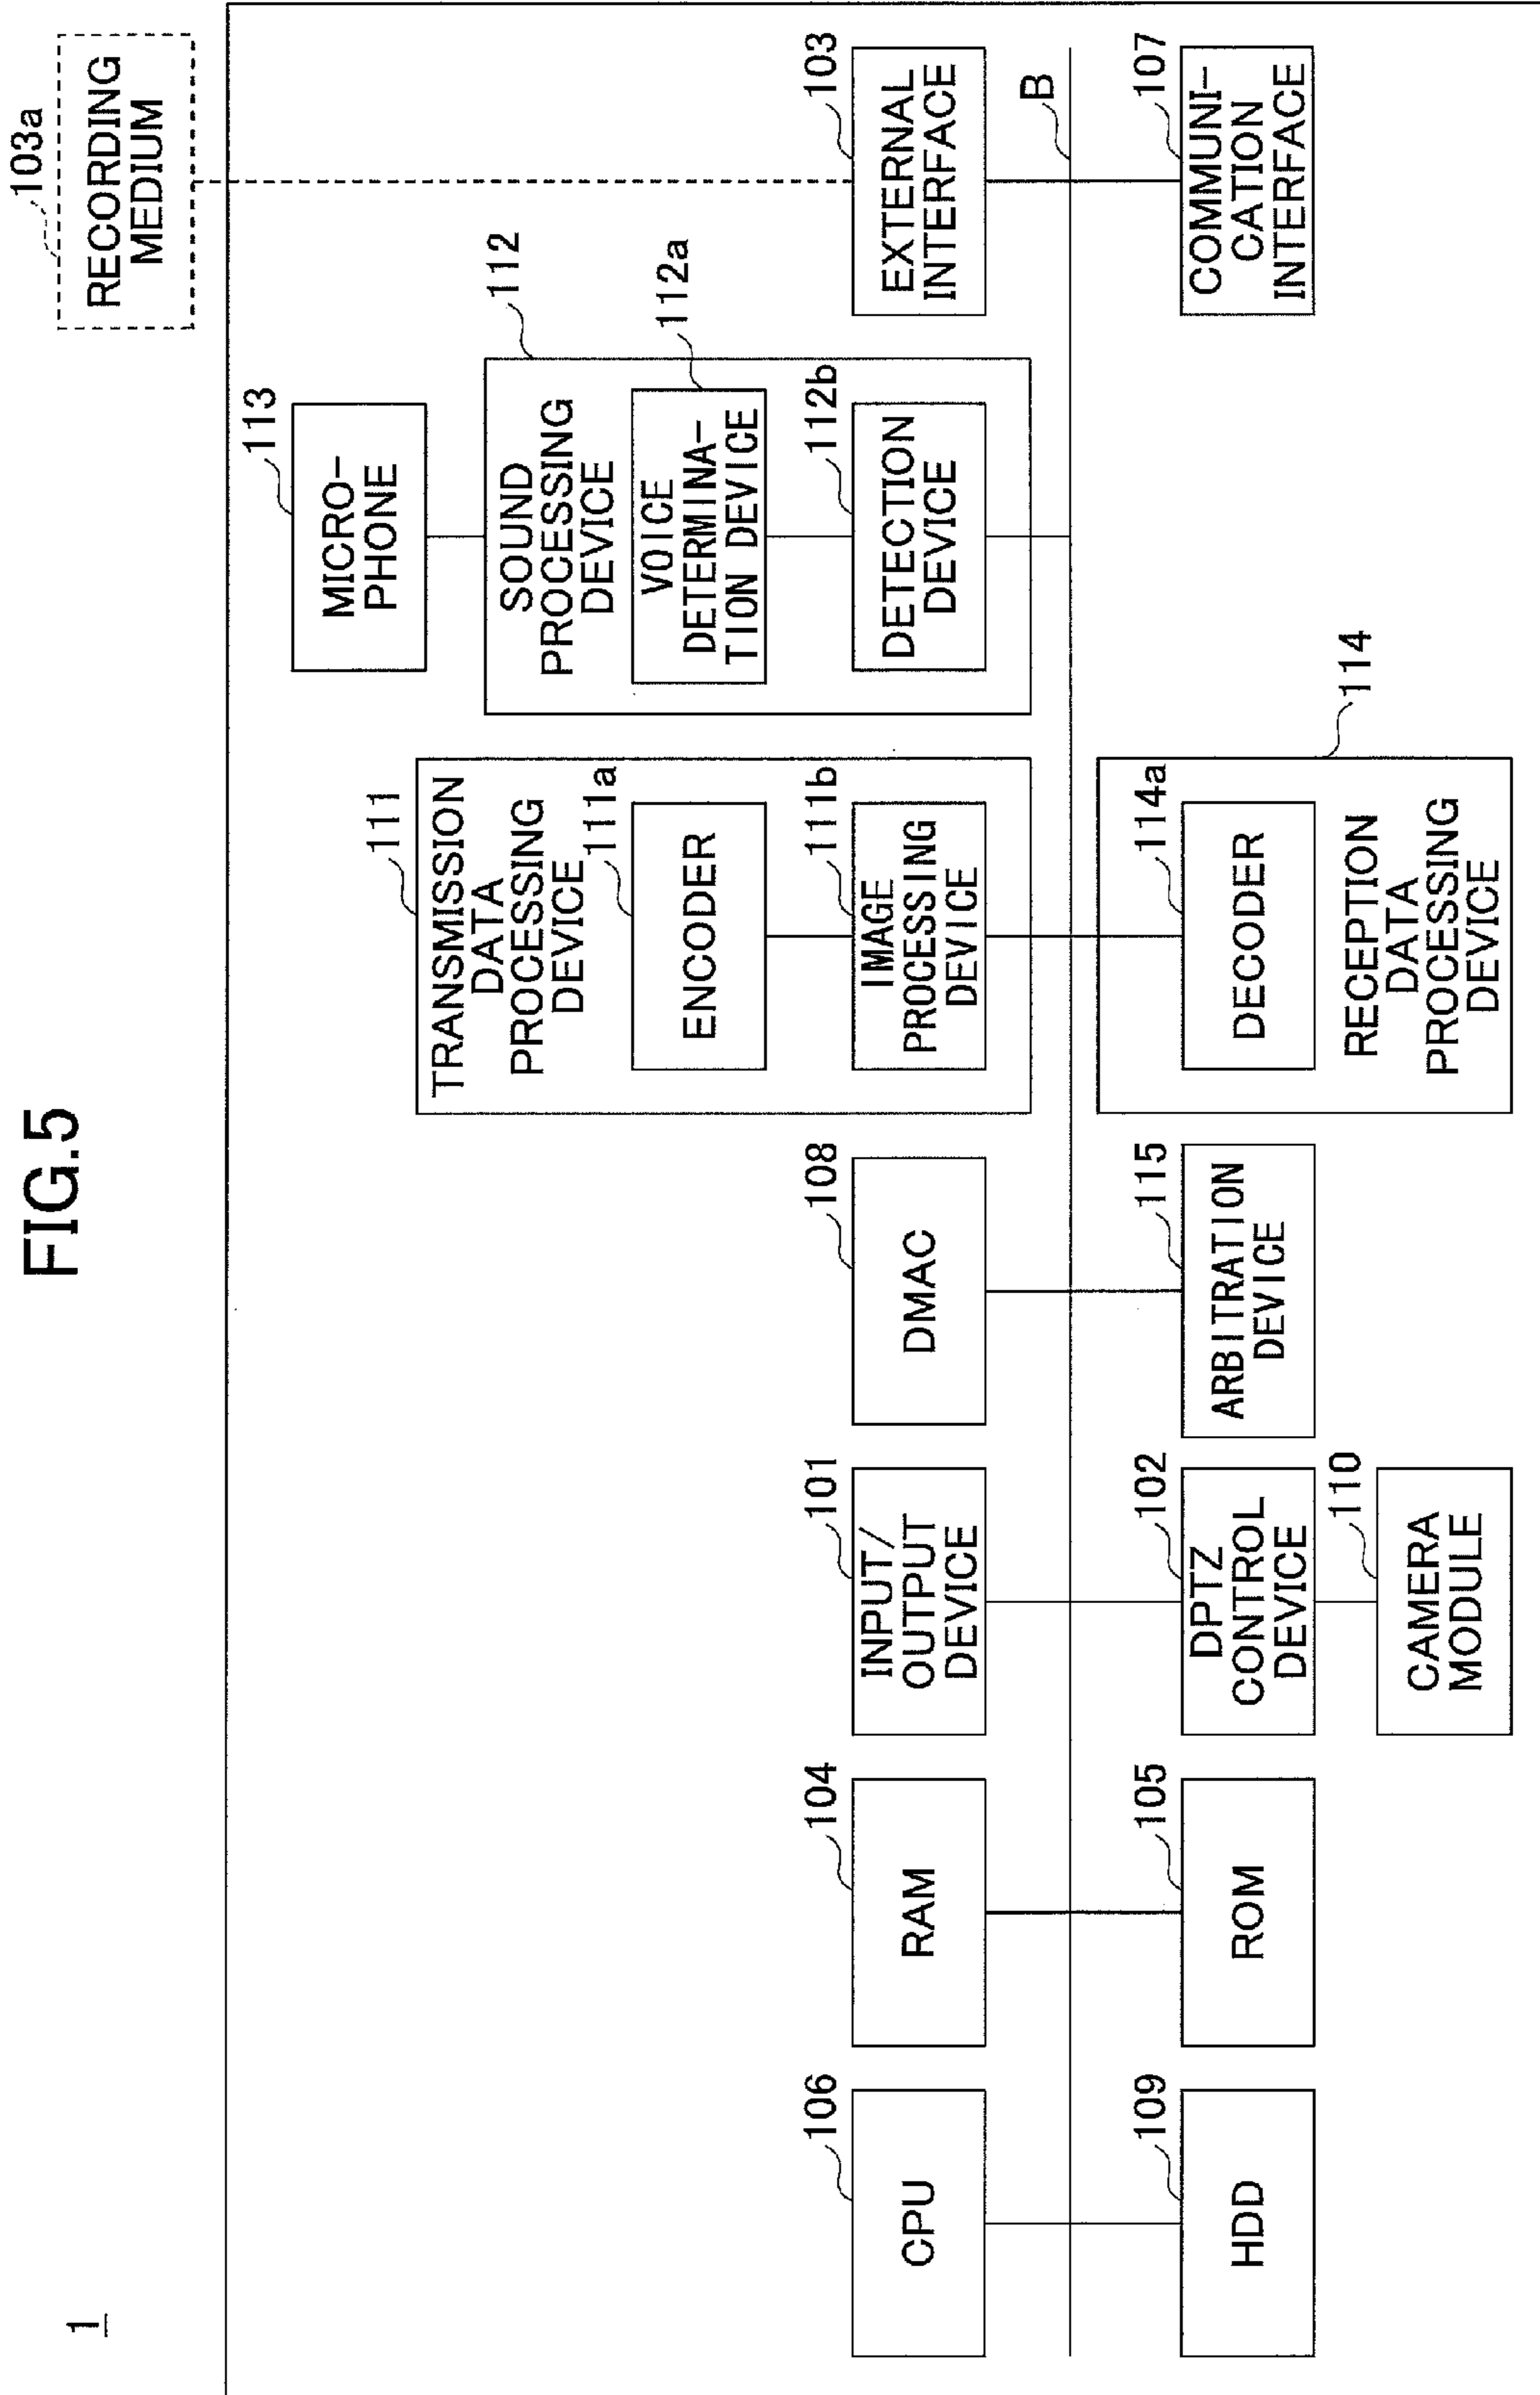 FIG.5
1
103a
RECORDING
MEDIUM
113
MICRO-
PHONE
112
SOUND
PROCESSING
DEVICE
112a
VOICE
DETERMINA-
TION DEVICE
112b
DETECTION
DEVICE
111
TRANSMISSION
DATA
PROCESSING
DEVICE
111a
ENCODER
111b
IMAGE
PROCESSING
DEVICE
106
CPU
104
RAM
101
INPUT/
OUTPUT
DEVICE
108
DMAC
103
EXTERNAL
INTERFACE
B
109
HDD
105
ROM
102
DPTZ
CONTROL
DEVICE
110
CAMERA
MODULE
115
ARBITRATION
DEVICE
114
114a
DECODER
RECEPTION
DATA
PROCESSING
DEVICE
107
COMMUNI-
CATION
INTERFACE